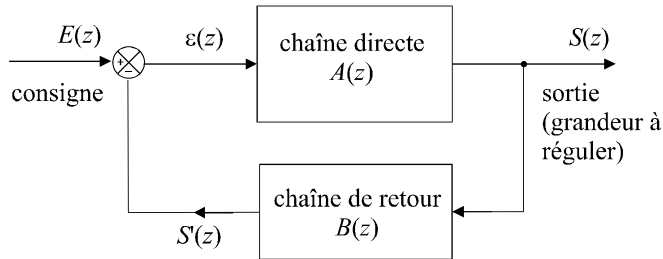 E(z)
consigne
+
−
ε(z)
chaîne directe
A(z)
S(z)
sortie
(grandeur à
réguler)
chaîne de retour
B(z)
S'(z)